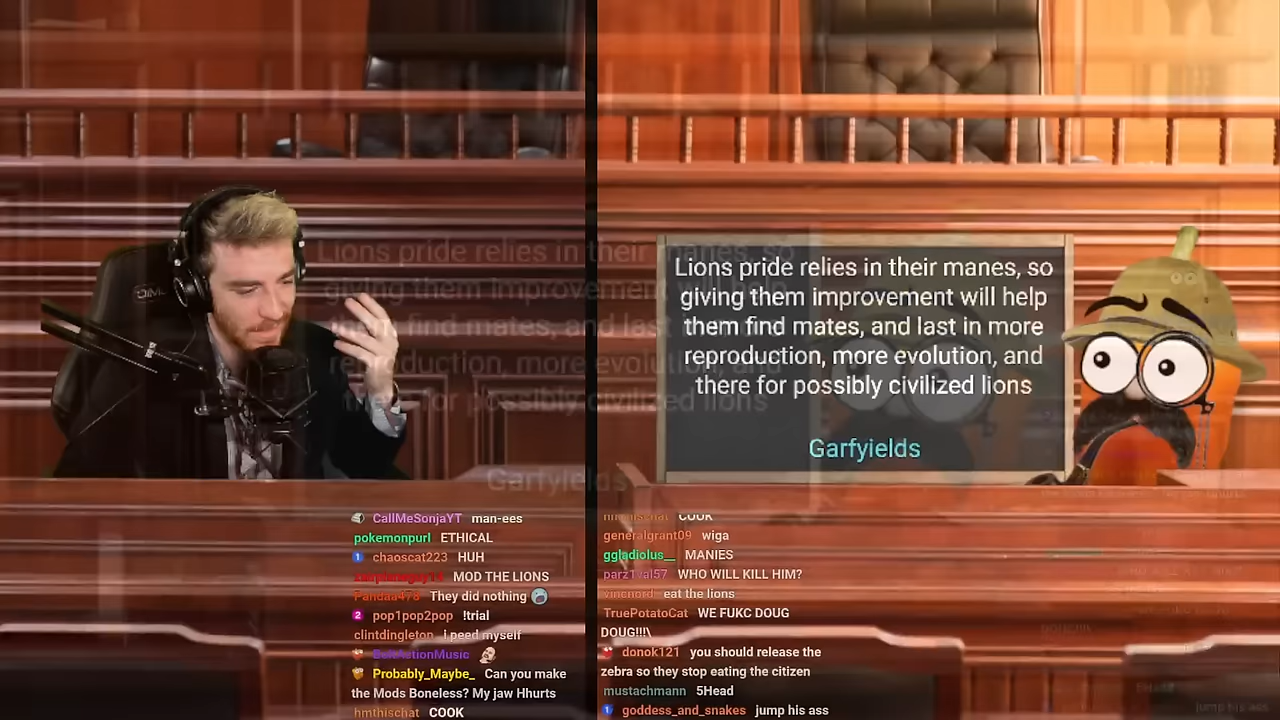 Lions pride relies in their manes, so
giving them improvement will help
them find mates, and last in more
reproduction, more evolution, and
there for possibly civilized lions
Garfyields
CallMeSonjaYT man-ees
pokemonpurl ETHICAL
1 chaoscat223 HUH
MOD THE LIONS
Pandaa478 They did nothing
2 pop1pop2pop !trial
clintdingleton i peed myself
Probably_Maybe_ Can you make
the Mods Boneless? My jaw Hhurts
hmthischat COOK
hmthischat COOK
generalgrant09 wiga
ggladiolus__ MANIES
parz1val57 WHO WILL KILL HIM?
vincnord eat the lions
TruePotatoCat WE FUKC DOUG
DOUG!!!\
donok121 you should release the
zebra so they stop eating the citizen
mustachmann 5Head
1 goddess_and_snakes jump his ass